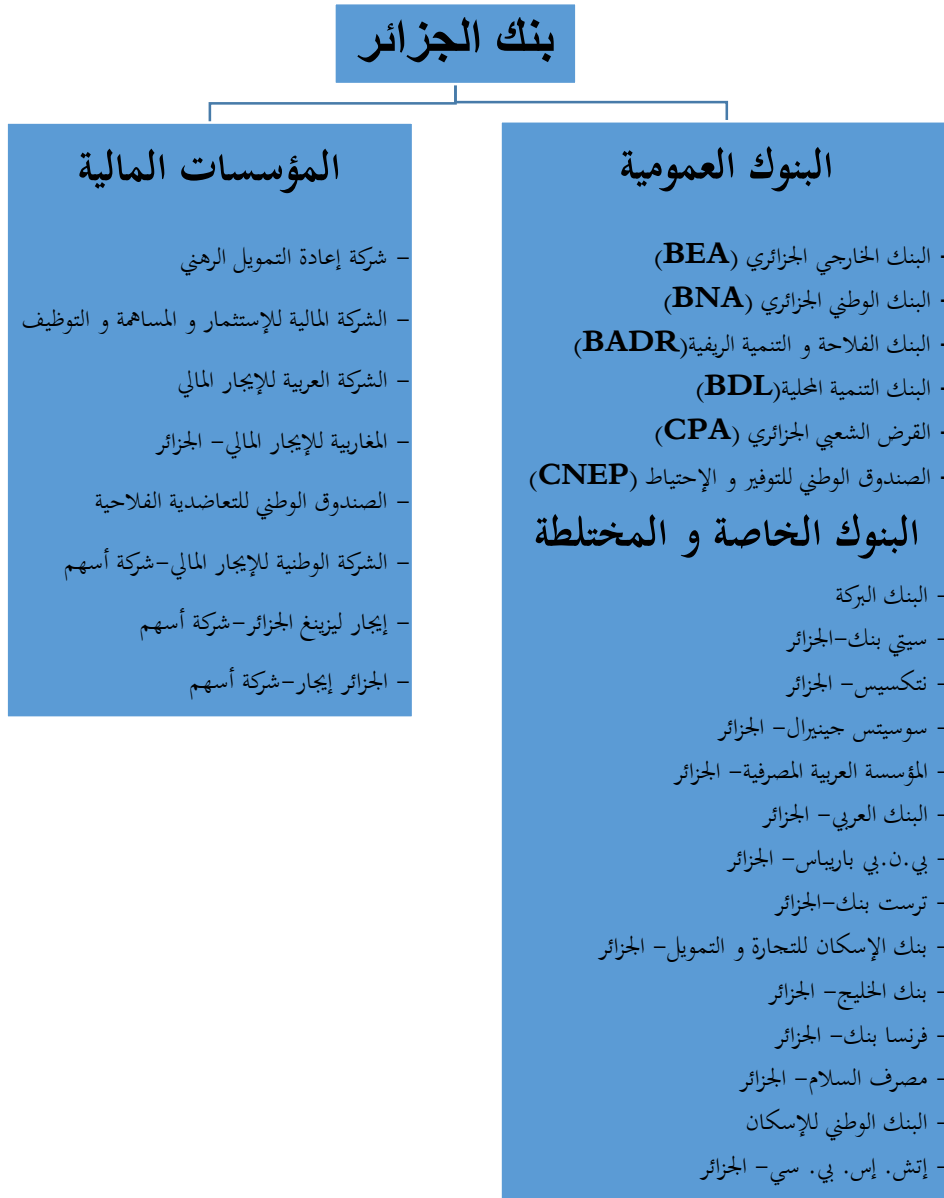 بنك الجزائر
البنوك العمومية
- البنك الخارجي الجزائري (BEA)
- البنك الوطني الجزائري (BNA)
- البنك الفلاحة و التنمية الريفية(BADR)
- البنك التنمية المحلية(BDL)
- القرض الشعبي الجزائري (CPA)
- الصندوق الوطني للتوفير و الإحتياط (CNEP)
البنوك الخاصة و المختلطة
- البنك البركة
- سيتي بنك-الجزائر
- نتكسيس- الجزائر
- سوسيتس جينيرال- الجزائر
- المؤسسة العربية المصرفية- الجزائر
- البنك العربي- الجزائر
- بي.ن.بي باريباس- الجزائر
- ترست بنك-الجزائر
- بنك الإسكان للتجارة و التمويل- الجزائر
- بنك الخليج- الجزائر
- فرنسا بنك- الجزائر
- مصرف السلام- الجزائر
- البنك الوطني للإسكان
- إتش. إس. بي. سي- الجزائر
المؤسسات المالية
- شركة إعادة التمويل الرهني
- الشركة المالية للإستثمار و المساهمة و التوظيف
- الشركة العربية للإيجار المالي
- المغاربية للإيجار المالي- الجزائر
- الصندوق الوطني للتعاضدية الفلاحية
- الشركة الوطنية للإيجار المالي-شركة أسهم
- إيجار ليزينغ الجزائر-شركة أسهم
- الجزائر إيجار-شركة أسهم